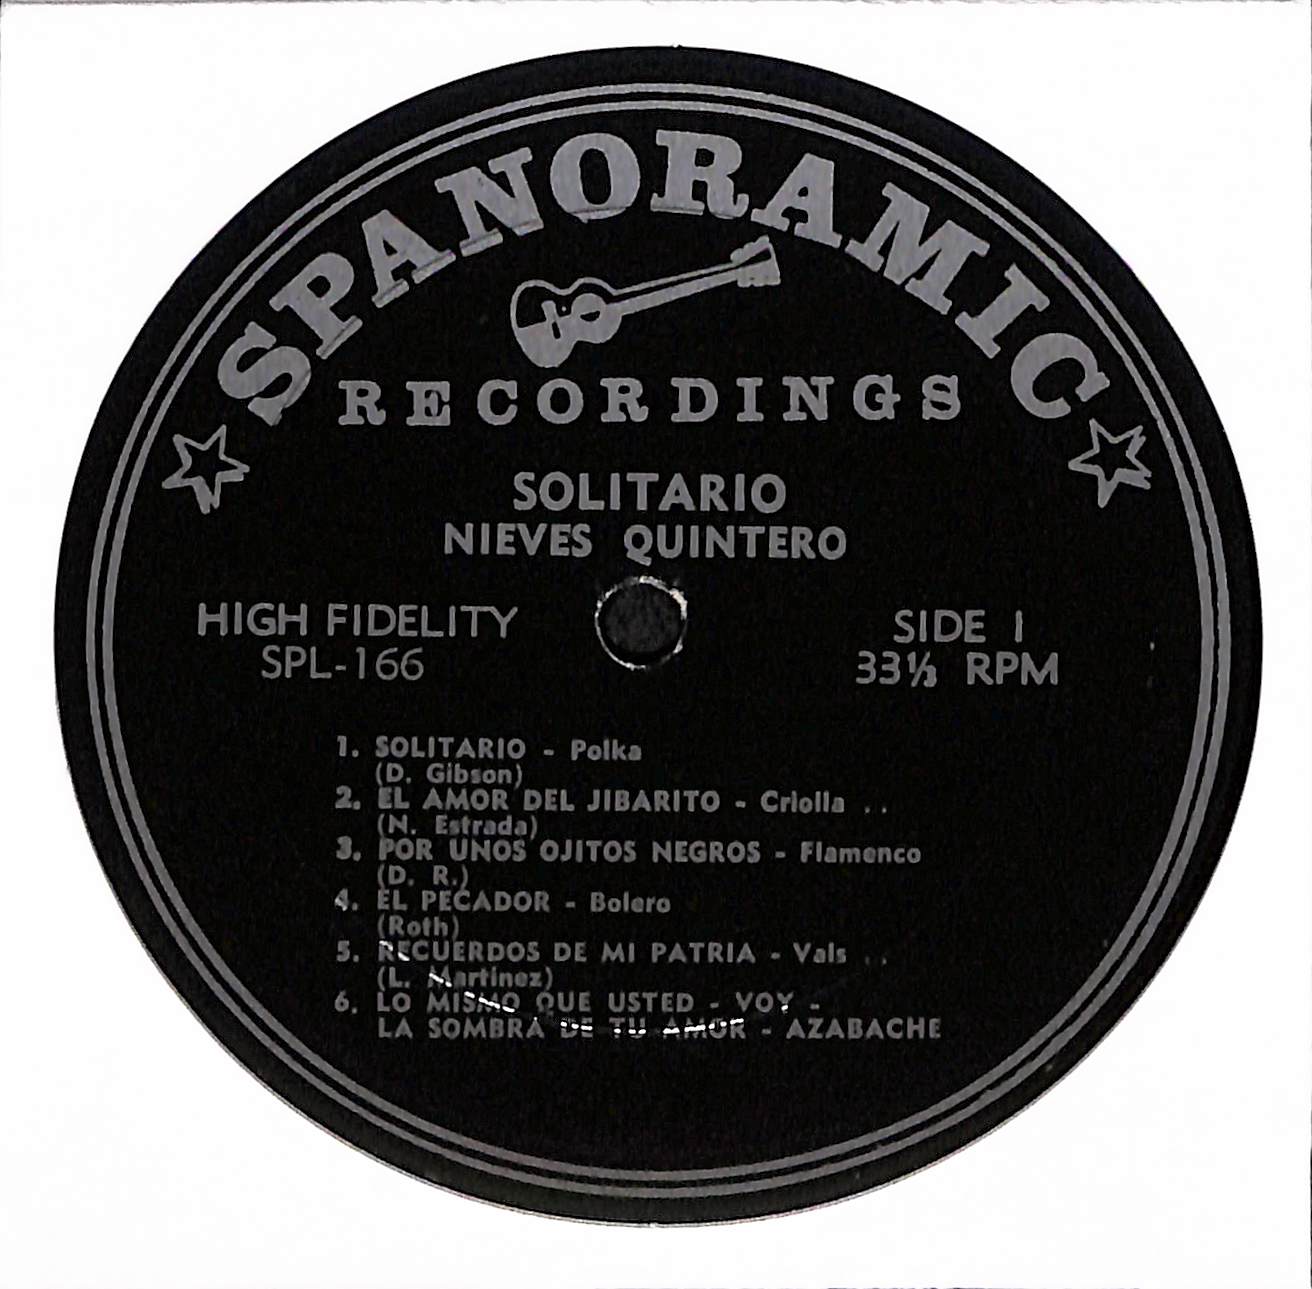 SPANORAMIC
RECORDINGS
SOLITARIO
NIEVES QUINTERO
HIGH FIDELITY
SPL-166
SIDE 1
33⅓ RPM
1. SOLITARIO - Polka
(D. Gibson)
2. EL AMOR DEL JIBARITO - Criolla . .
(N. Estrada)
3. POR UNOS OJITOS NEGROS - Flamenco
(D. R.)
4. EL PECADOR - Bolero
(Roth)
5. RECUERDOS DE MI PATRIA - Vals . .
(L. Martinez)
6. LO MISMO QUE USTED - VOY -
LA SOMBRA DE TU AMOR - AZABACHE